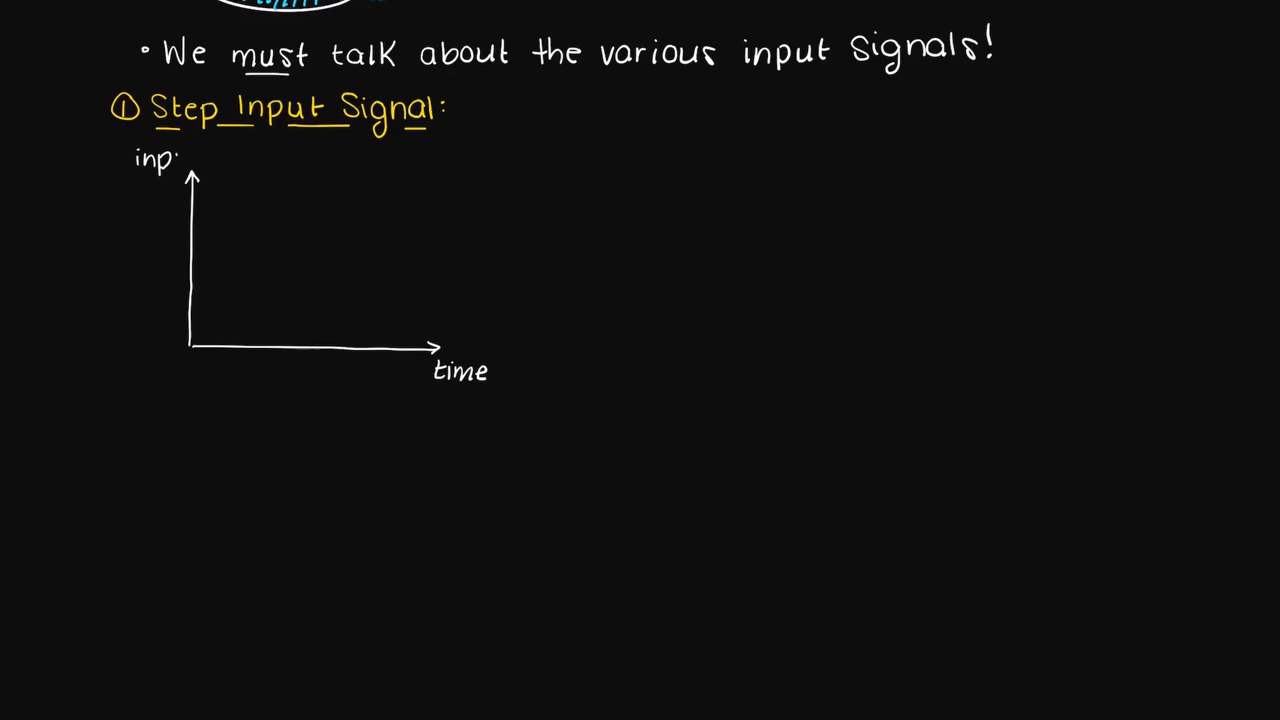 • We must talk about the various input Signals!
① Step Input Signal:
inp
time